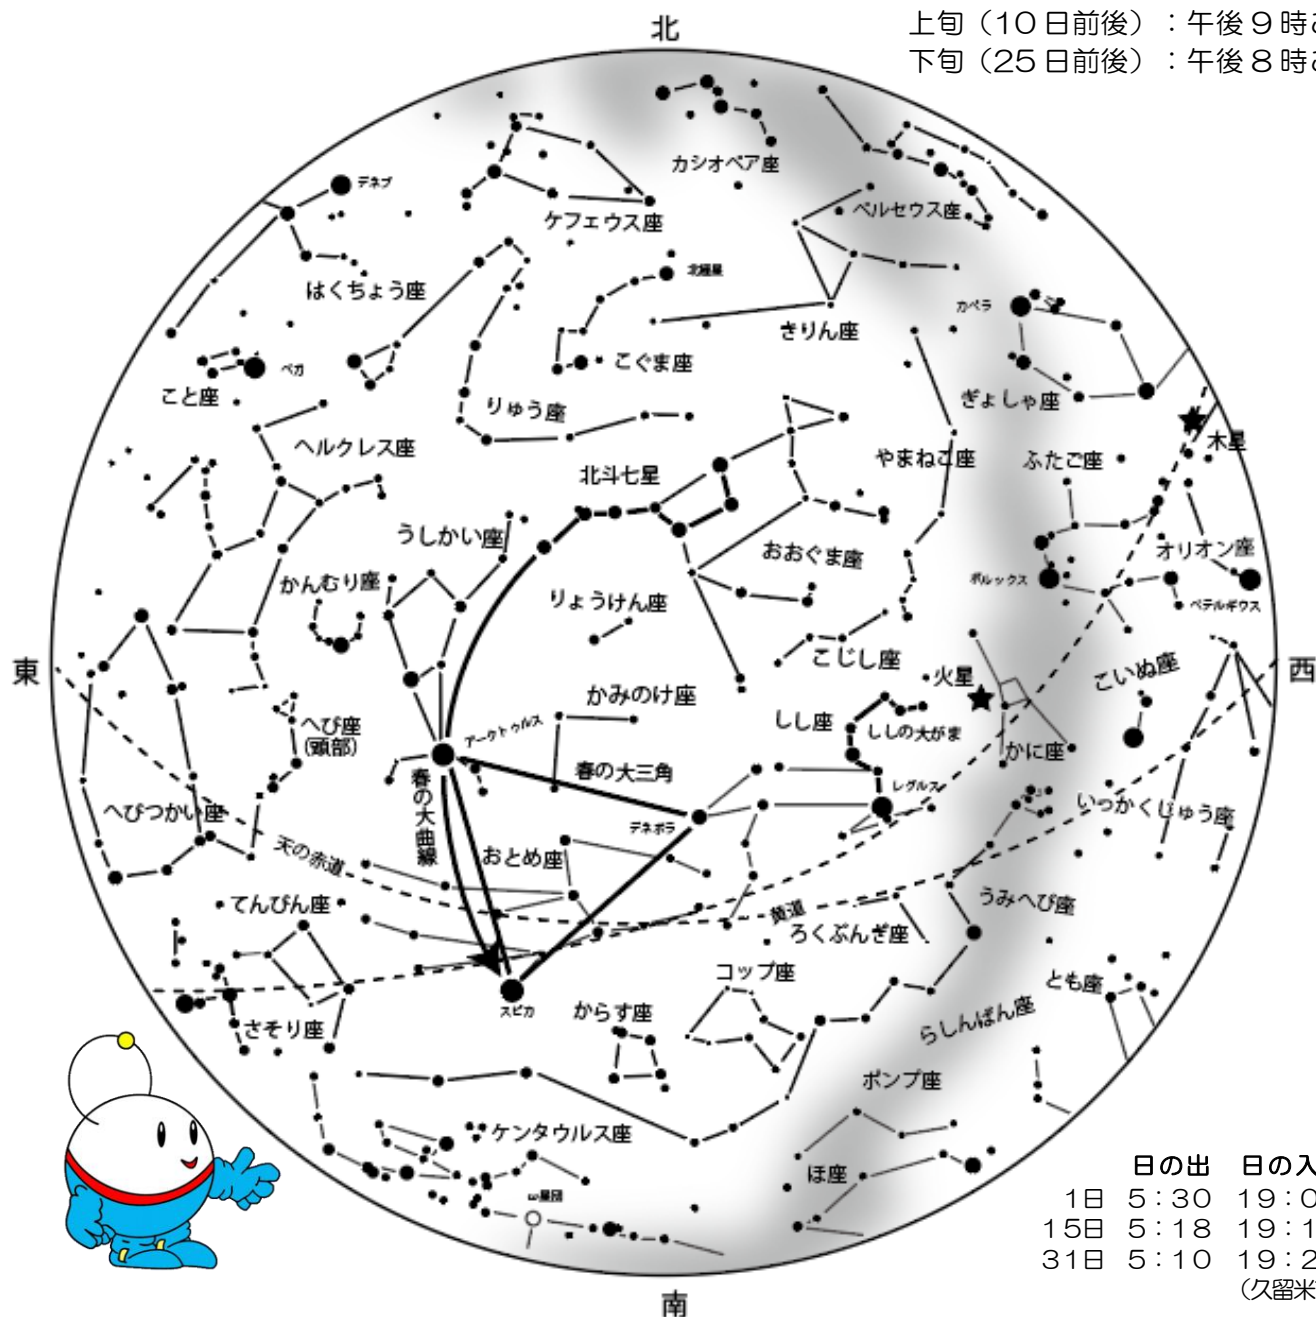 上旬（10日前後）：午後9時
下旬（25日前後）：午後8時
北
カシオペア座
デネブ
ペルセウス座
ケフェウス座
北極星
はくちょう座
カペラ
きりん座
こぐま座
ベガ
こと座
ぎょしゃ座
りゅう座
木星
ヘルクレス座
やまねこ座
ふたご座
北斗七星
うしかい座
おおぐま座
オリオン座
かんむり座
ポルックス
りょうけん座
ベテルギウス
東
こじし座
こいぬ座
西
火星
かみのけ座
しし座
ししの大がま
へび座
(頭部)
アークトゥルス
かに座
春の大三角
レグルス
春の大曲線
へびつかい座
デネボラ
いっかくじゅう座
天の赤道
おとめ座
てんびん座
黄道
うみへび座
ろくぶんぎ座
コップ座
とも座
スピカ
からす座
さそり座
らしんばん座
ポンプ座
ケンタウルス座
ほ座
ω星団
南
日の出 日の入
1日 5：30 19：0
15日 5：18 19：1
31日 5：10 19：2
（久留米